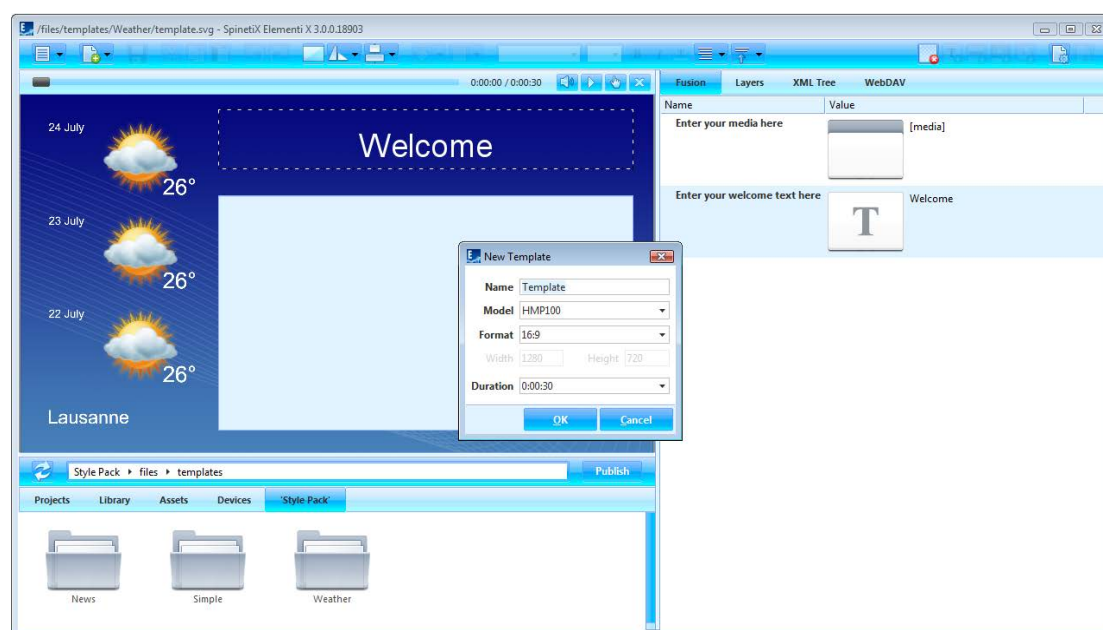 /files/templates/Weather/template.svg - SpinetiX Elementi X 3.0.0.18903
0:00:00 / 0:00:30
Fusion Layers XML Tree WebDAV
Name Value
Enter your media here [media]
Enter your welcome text here T Welcome
24 July
26°
Welcome
23 July
26°
22 July
26°
Lausanne
New Template
Name Template
Model HMP100
Format 16:9
Width 1280 Height 720
Duration 0:00:30
OK Cancel
Style Pack files templates Publish
Projects Library Assets Devices 'Style Pack'
News Simple Weather